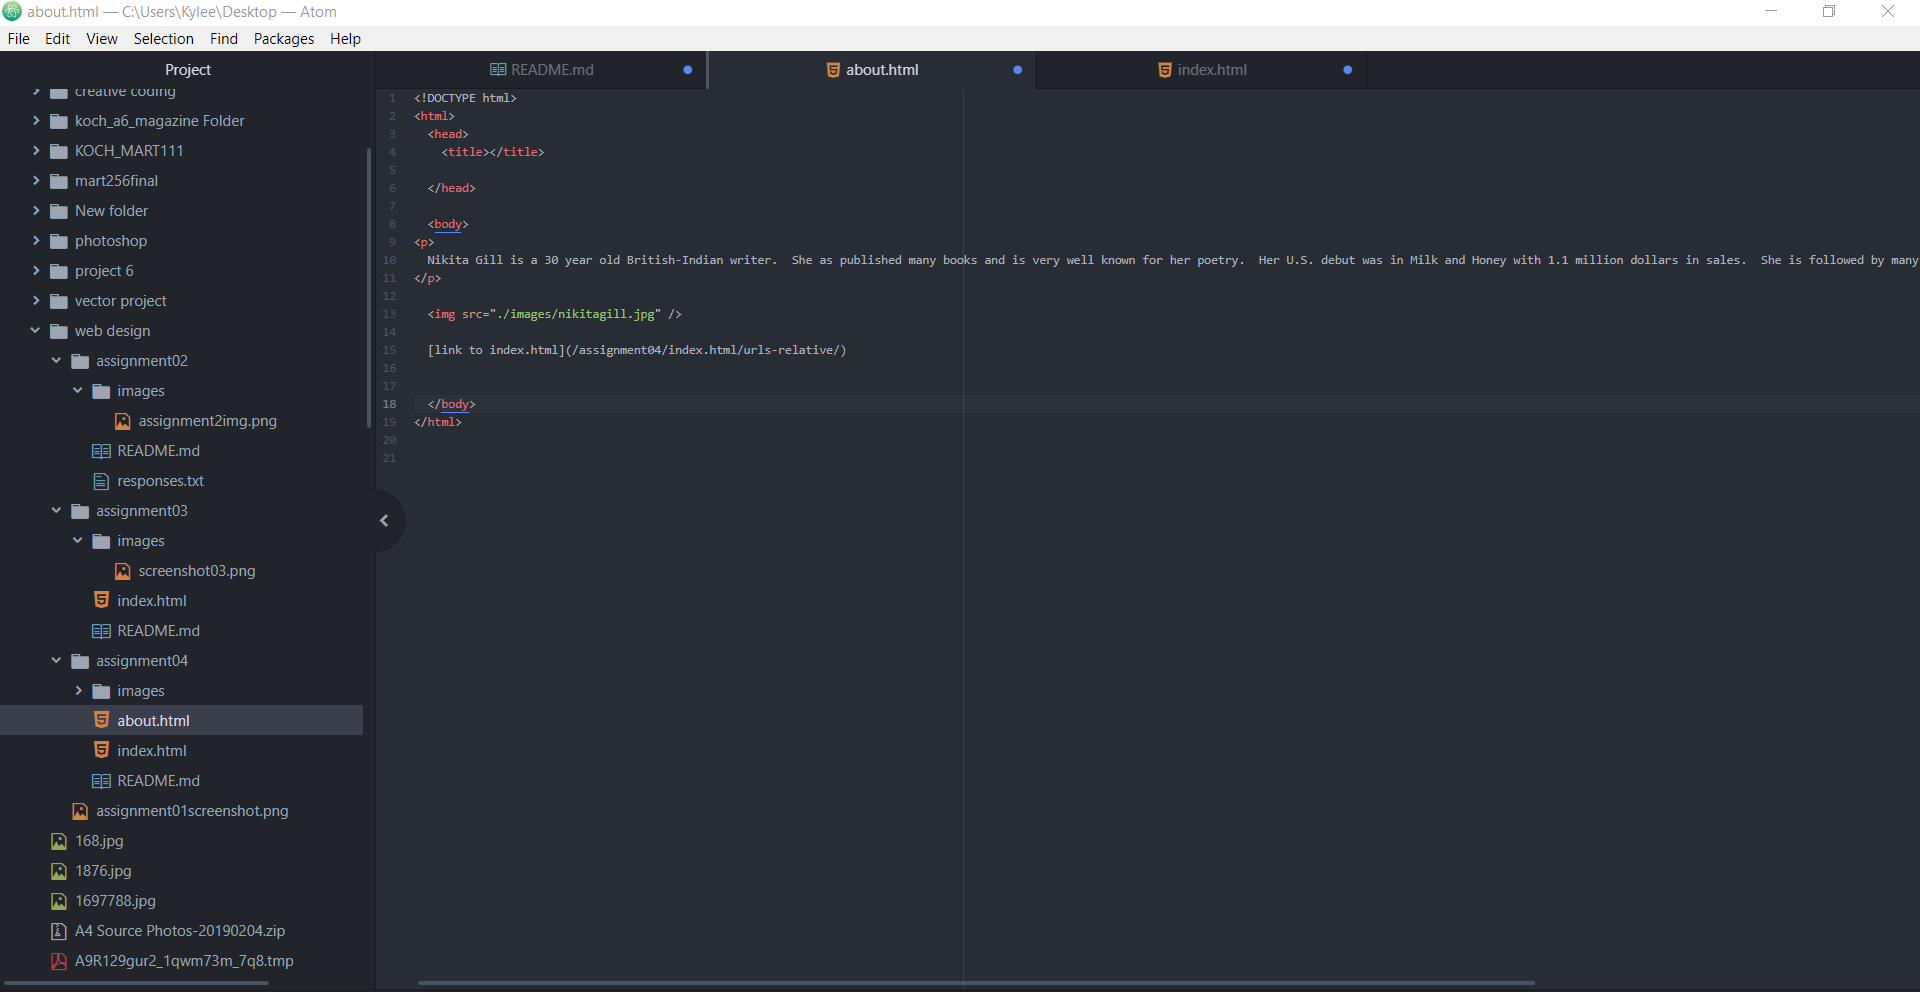 about.html — C:\Users\Kylee\Desktop — Atom
File Edit View Selection Find Packages Help
Project
creative coding
koch_a6_magazine Folder
KOCH_MART111
mart256final
New folder
photoshop
project 6
vector project
web design
assignment02
images
assignment2img.png
README.md
responses.txt
assignment03
images
screenshot03.png
index.html
README.md
assignment04
images
about.html
index.html
README.md
assignment01screenshot.png
168.jpg
1876.jpg
1697788.jpg
A4 Source Photos-20190204.zip
A9R129gur2_1qwm73m_7q8.tmp
README.md about.html index.html
1 <!DOCTYPE html>
2 <html>
3 <head>
4 <title></title>
5
6 </head>
7
8 <body>
9 <p>
10 Nikita Gill is a 30 year old British-Indian writer.  She as published many books and is very well known for her poetry.  Her U.S. debut was in Milk and Honey with 1.1 million dollars in sales.  She is followed by many
11 </p>
12
13 <img src="./images/nikitagill.jpg" />
14
15 [link to index.html](/assignment04/index.html/urls-relative/)
16
17
18 </body>
19 </html>
20
21